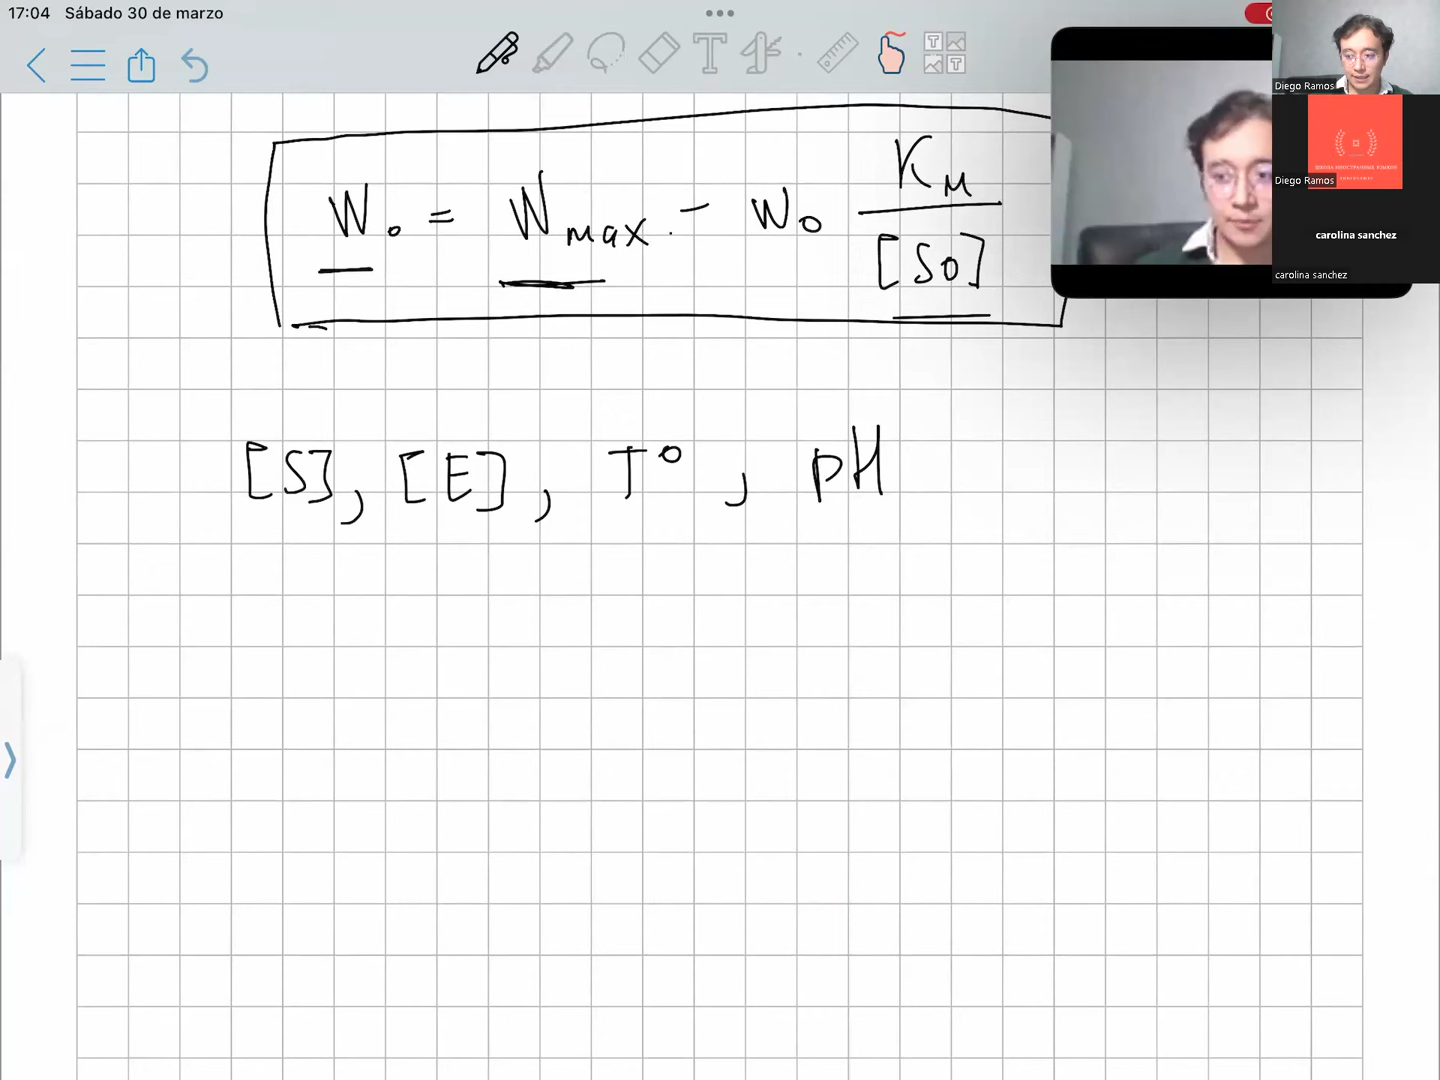 17:04 Sábado 30 de marzo
W₀ = Wmax - W₀ K_M / [S0]
[S], [E], T°, pH
Diego Ramos
Diego Ramos
carolina sanchez
carolina sanchez